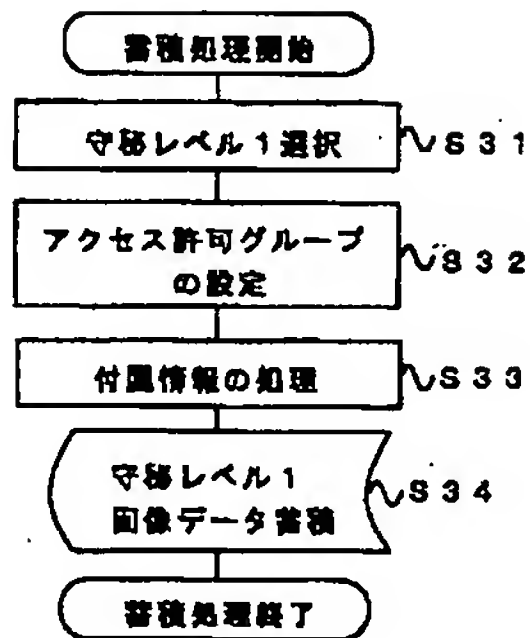 蓄積処理開始
守秘レベル1選択
S31
アクセス許可グループ
の設定
S32
付属情報の処理
S33
守秘レベル1
画像データ蓄積
S34
蓄積処理終了